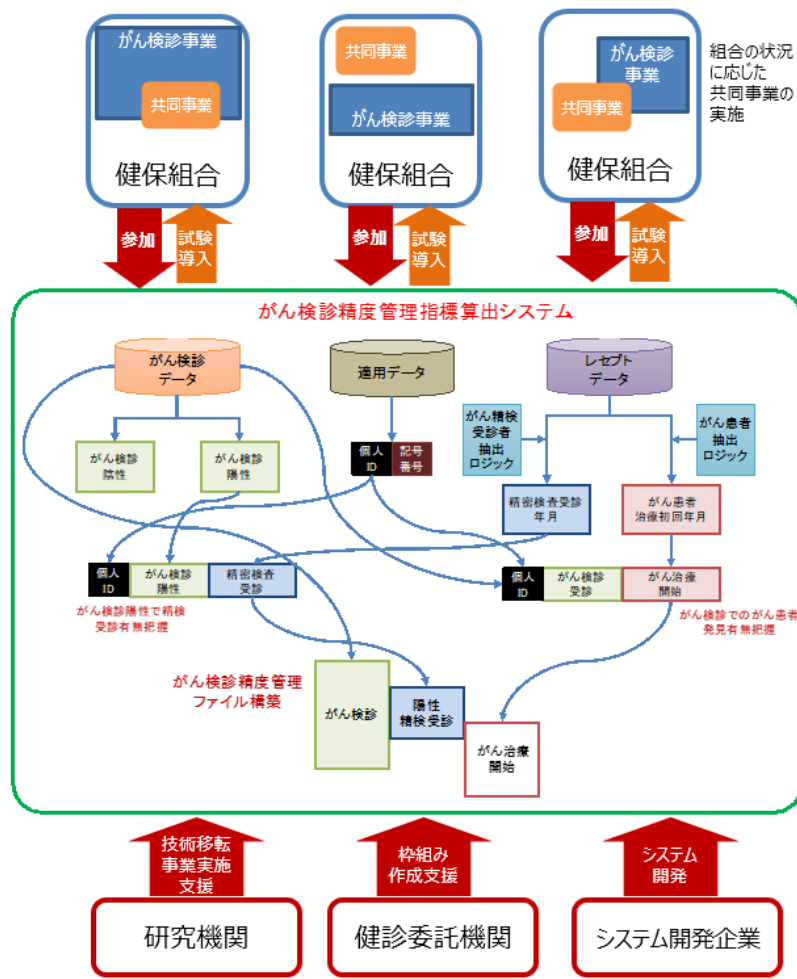 がん検診事業
共同事業
健保組合
共同事業
がん検診事業
健保組合
がん検診
事業
共同事業
健保組合
組合の状況
に応じた
共同事業の
実施
参加
試験
導入
参加
試験
導入
参加
試験
導入
がん検診精度管理指標算出システム
がん検診
データ
適用データ
レセプト
データ
がん精検
受診者
抽出
ロジック
がん患者
抽出
ロジック
がん検診
陰性
がん検診
陽性
個人
ID
記号
番号
精密検査受診
年月
がん患者
治療初回年月
個人
ID
がん検診
陽性
精密検査
受診
個人
ID
がん検診
受診
がん治療
開始
がん検診陽性で精検
受診有無把握
がん検診でのがん患者
発見有無把握
がん検診精度管理
ファイル構築
がん検診
陽性
精検受診
がん治療
開始
技術移転
事業実施
支援
枠組み
作成支援
システム
開発
研究機関
健診委託機関
システム開発企業